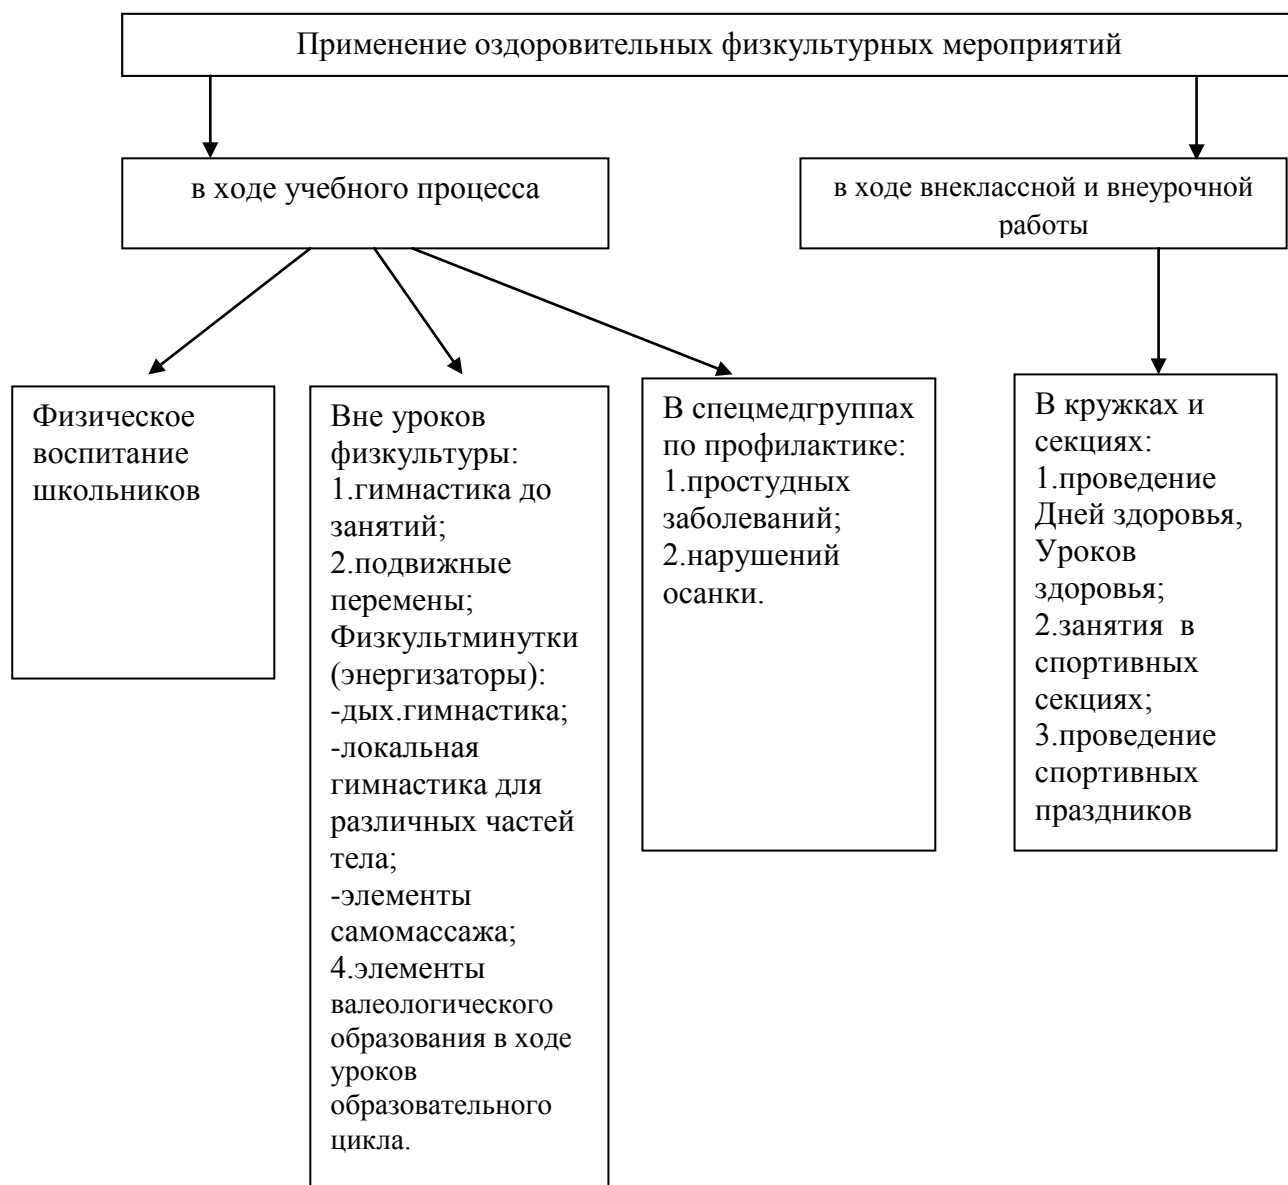 Применение оздоровительных физкультурных мероприятий
в ходе учебного процесса
в ходе внеклассной и внеурочной
работы
Физическое
воспитание
школьников
Вне уроков
физкультуры:
1.гимнастика до
занятий;
2.подвижные
перемены;
Физкультминутки
(энергизаторы):
-дых.гимнастика;
-локальная
гимнастика для
различных частей
тела;
-элементы
самомассажа;
4.элементы
валеологического
образования в ходе
уроков
образовательного
цикла.
В спецмедгруппах
по профилактике:
1.простудных
заболеваний;
2.нарушений
осанки.
В кружках и
секциях:
1.проведение
Дней здоровья,
Уроков
здоровья;
2.занятия  в
спортивных
секциях;
3.проведение
спортивных
праздников